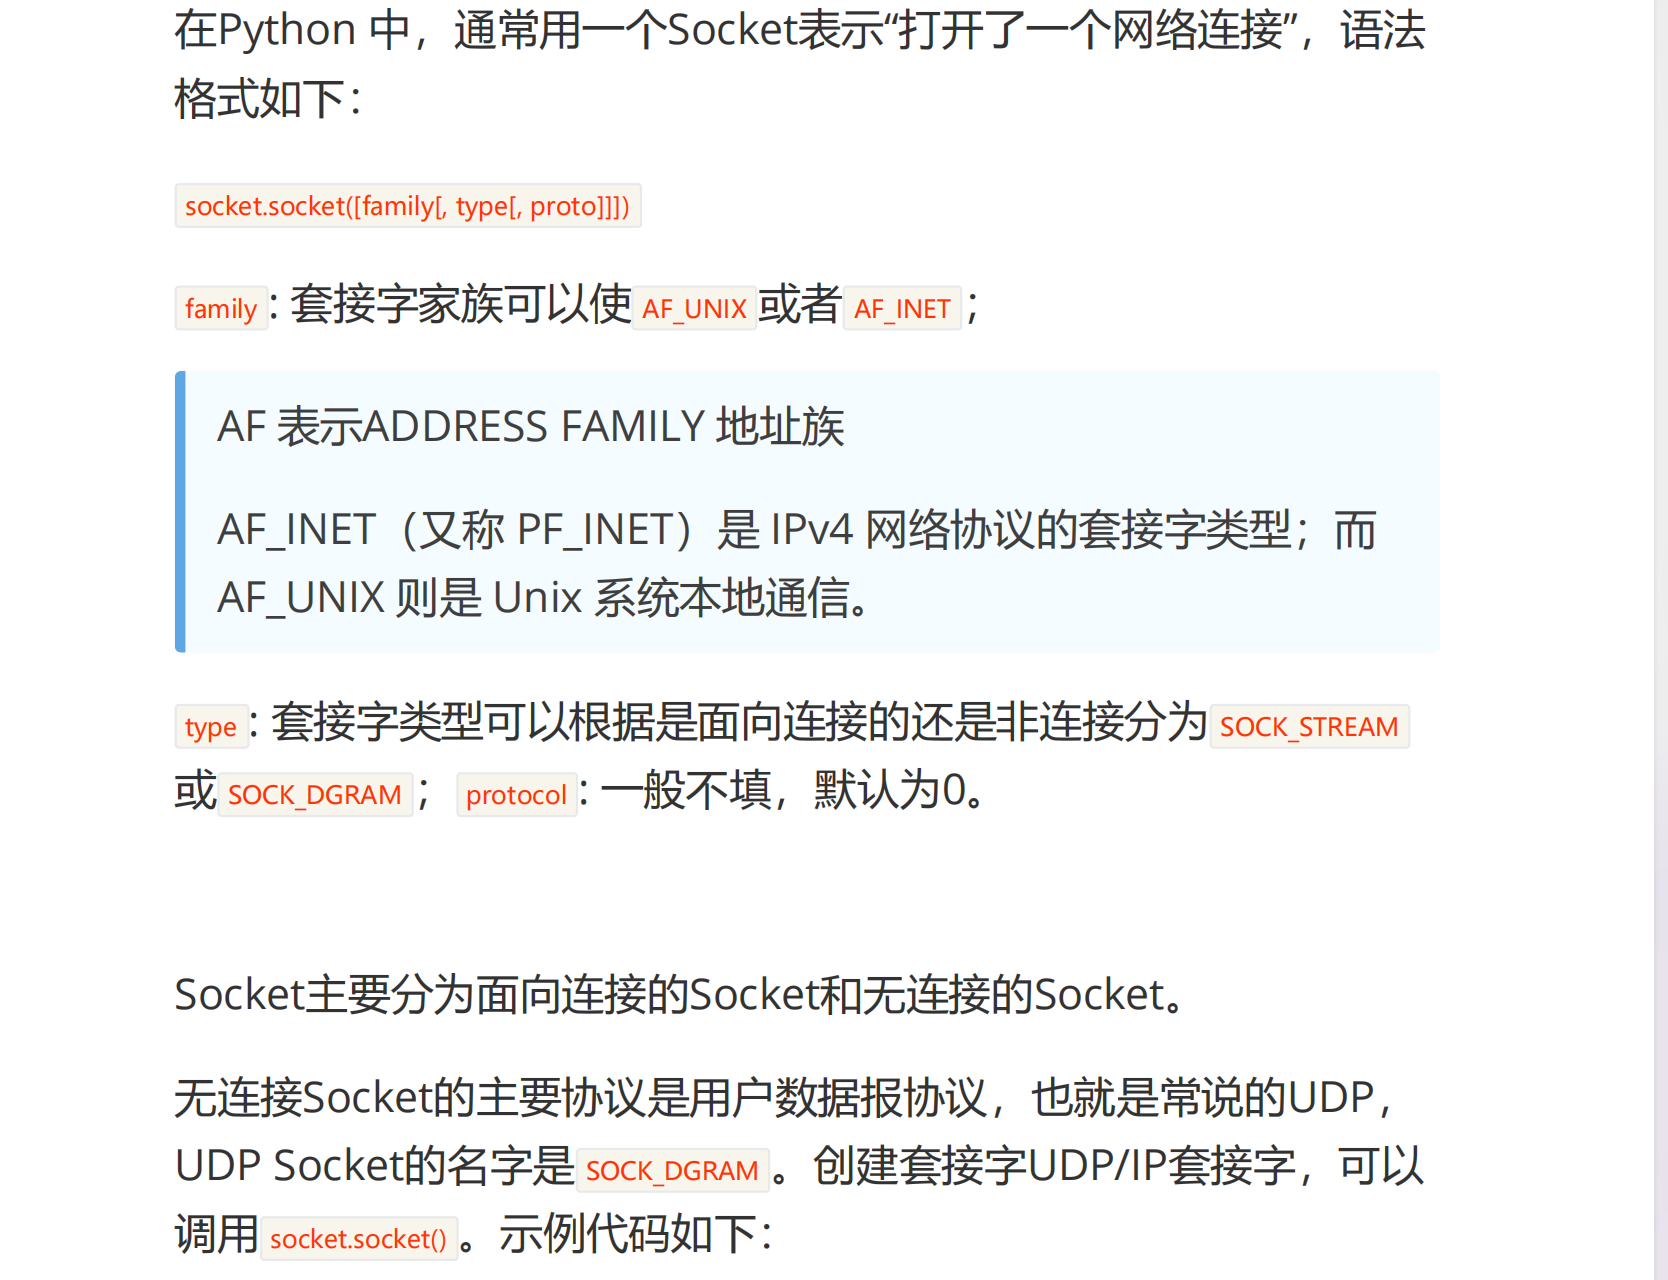 在Python 中，通常用一个Socket表示“打开了一个网络连接”，语法
格式如下：
socket.socket([family[, type[, proto]]])
family: 套接字家族可以使AF_UNIX或者AF_INET；
AF 表示ADDRESS FAMILY 地址族
AF_INET（又称 PF_INET）是 IPv4 网络协议的套接字类型；而
AF_UNIX 则是 Unix 系统本地通信。
type: 套接字类型可以根据是面向连接的还是非连接分为SOCK_STREAM
或SOCK_DGRAM； protocol: 一般不填，默认为0。
Socket主要分为面向连接的Socket和无连接的Socket。
无连接Socket的主要协议是用户数据报协议，也就是常说的UDP，
UDP Socket的名字是SOCK_DGRAM。创建套接字UDP/IP套接字，可以
调用socket.socket()。示例代码如下：